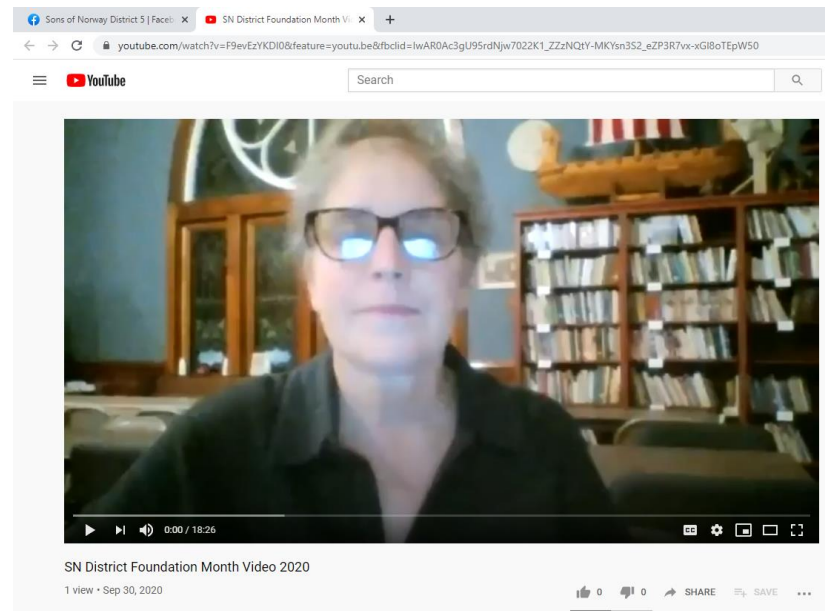 Sons of Norway District 5 | Faceb
SN District Foundation Month Vi
youtube.com/watch?v=F9evEzYKDI0&feature=youtu.be&fbclid=IwAR0Ac3gU95rdNjw7022K1_ZZzNQtY-MKYsn3S2_eZP3R7vx-xGl8oTEpW50
YouTube
Search
0:00 / 18:26
CC
SN District Foundation Month Video 2020
1 view • Sep 30, 2020
0 0 SHARE SAVE